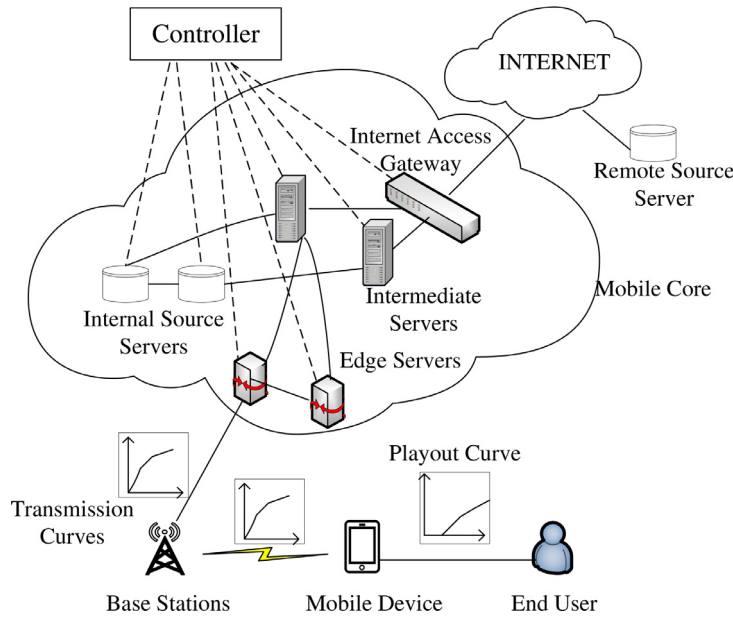 Controller
INTERNET
Internet Access
Gateway
Remote Source
Server
Mobile Core
Intermediate
Servers
Internal Source
Servers
Edge Servers
Playout Curve
Transmission
Curves
Base Stations
Mobile Device
End User